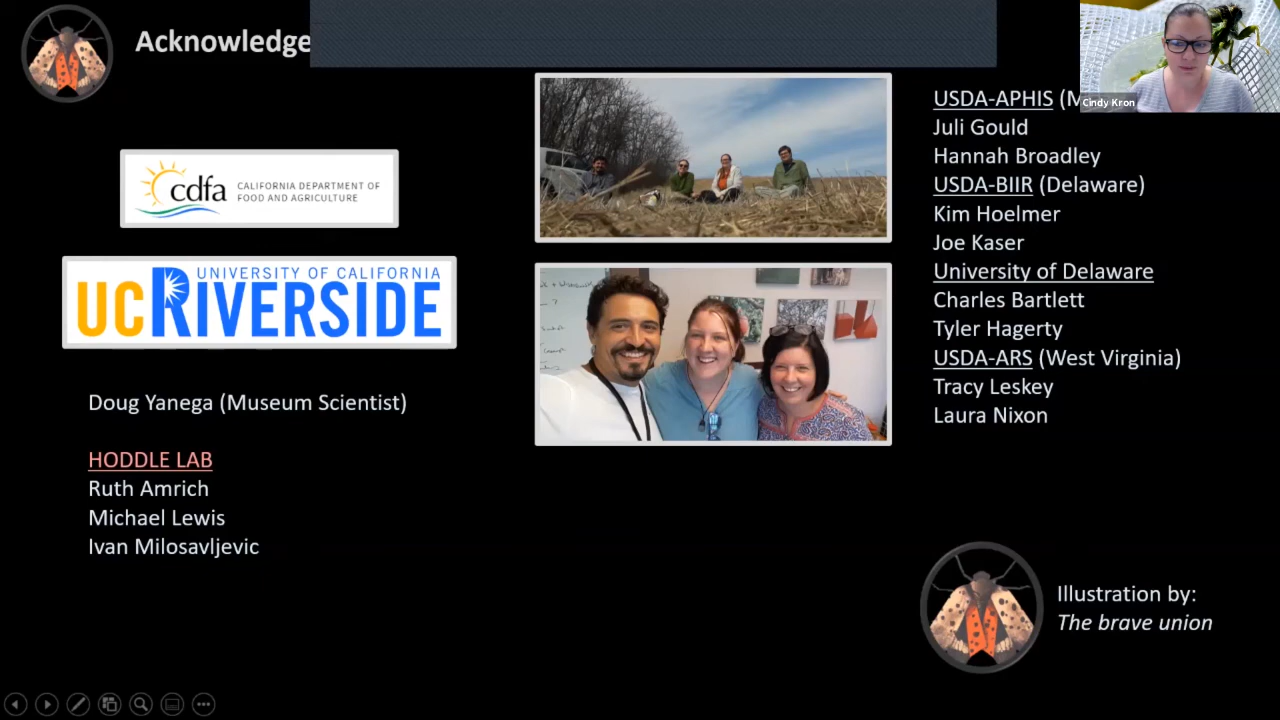 Acknowledge
cdfa
CALIFORNIA DEPARTMENT OF
FOOD AND AGRICULTURE
UNIVERSITY OF CALIFORNIA
UC RIVERSIDE
Doug Yanega (Museum Scientist)
HODDLE LAB
Ruth Amrich
Michael Lewis
Ivan Milosavljevic
USDA-APHIS (M
Juli Gould
Hannah Broadley
USDA-BIIR (Delaware)
Kim Hoelmer
Joe Kaser
University of Delaware
Charles Bartlett
Tyler Hagerty
USDA-ARS (West Virginia)
Tracy Leskey
Laura Nixon
Cindy Kron
Illustration by:
The brave union